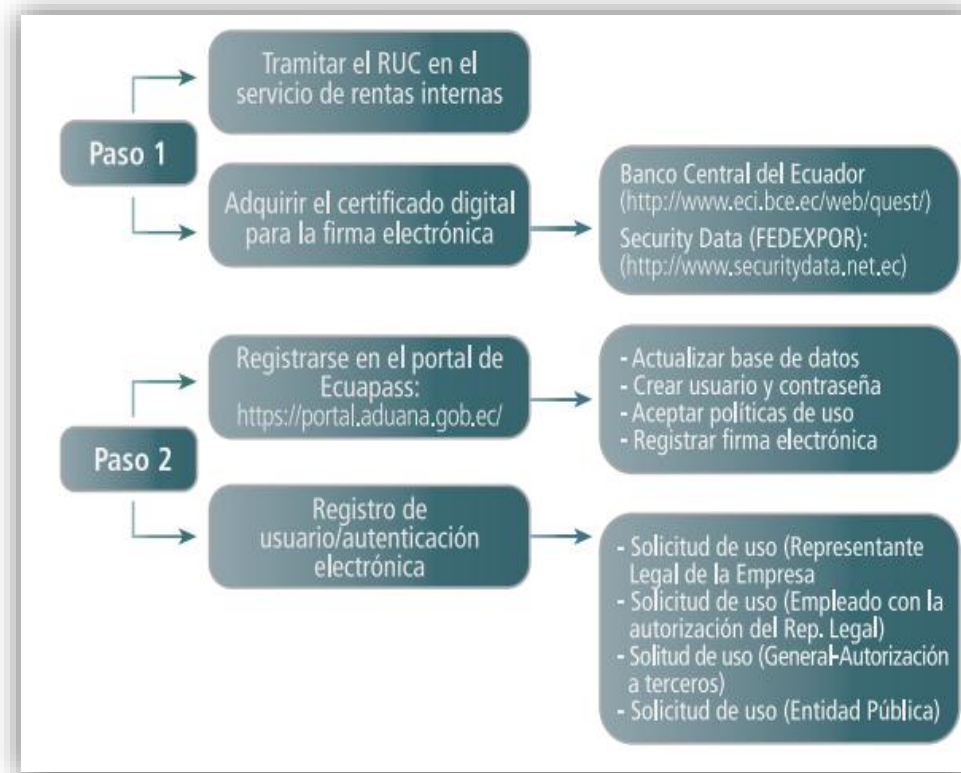 Paso 1
Tramitar el RUC en el
servicio de rentas internas
Adquirir el certificado digital
para la firma electrónica
Banco Central del Ecuador
(http://www.eci.bce.ec/web/quest/)
Security Data (FEDEXPOR):
(http://www.securitydata.net.ec)
Paso 2
Registrarse en el portal de
Ecuapass:
https://portal.aduana.gob.ec/
- Actualizar base de datos
- Crear usuario y contraseña
- Aceptar políticas de uso
- Registrar firma electrónica
Registro de
usuario/autenticación
electrónica
- Solicitud de uso (Representante
Legal de la Empresa
- Solicitud de uso (Empleado con la
autorización del Rep. Legal)
- Solitud de uso (General-Autorización
a terceros)
- Solicitud de uso (Entidad Pública)